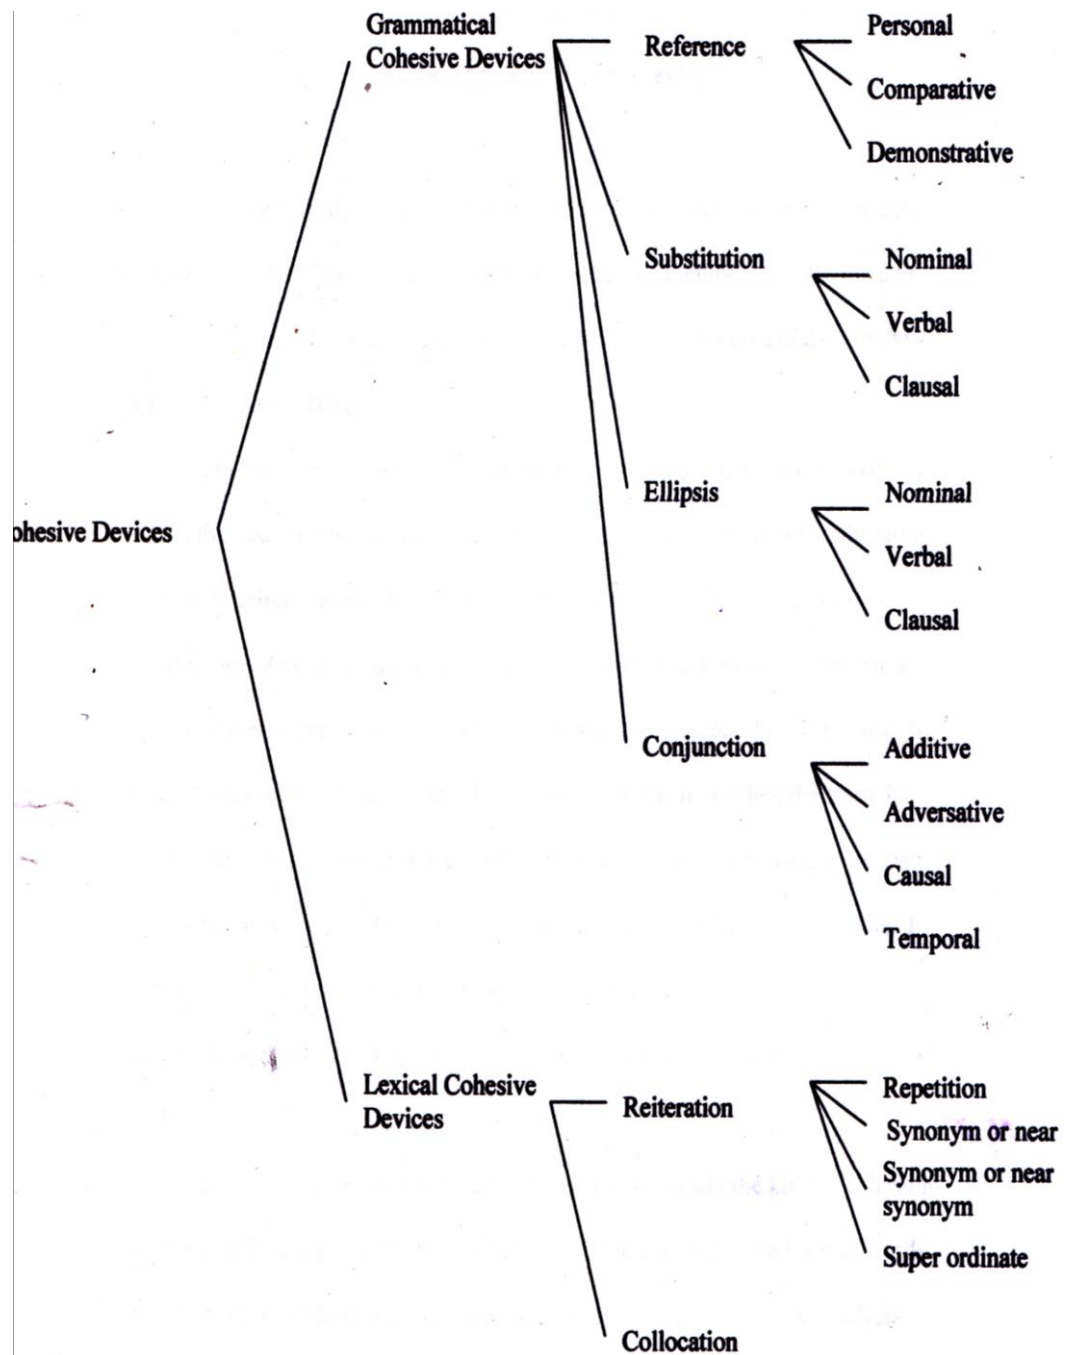 Grammatical
Cohesive Devices
Reference
Personal
Comparative
Demonstrative
Substitution
Nominal
Verbal
Clausal
Ellipsis
Nominal
Verbal
Clausal
ohesive Devices
Conjunction
Additive
Adversative
Causal
Temporal
Lexical Cohesive
Devices
Reiteration
Repetition
Synonym or near
Synonym or near
synonym
Super ordinate
Collocation